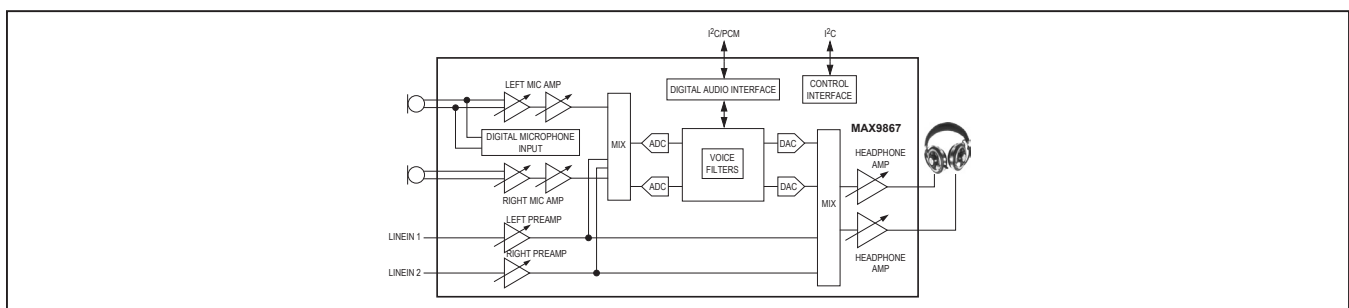 I²C/PCM
I²C
LEFT MIC AMP
DIGITAL AUDIO INTERFACE
CONTROL
INTERFACE
MAX9867
DIGITAL MICROPHONE
INPUT
MIX
ADC
DAC
VOICE
FILTERS
HEADPHONE
AMP
ADC
DAC
RIGHT MIC AMP
MIX
LEFT PREAMP
LINEIN 1
RIGHT PREAMP
HEADPHONE
AMP
LINEIN 2